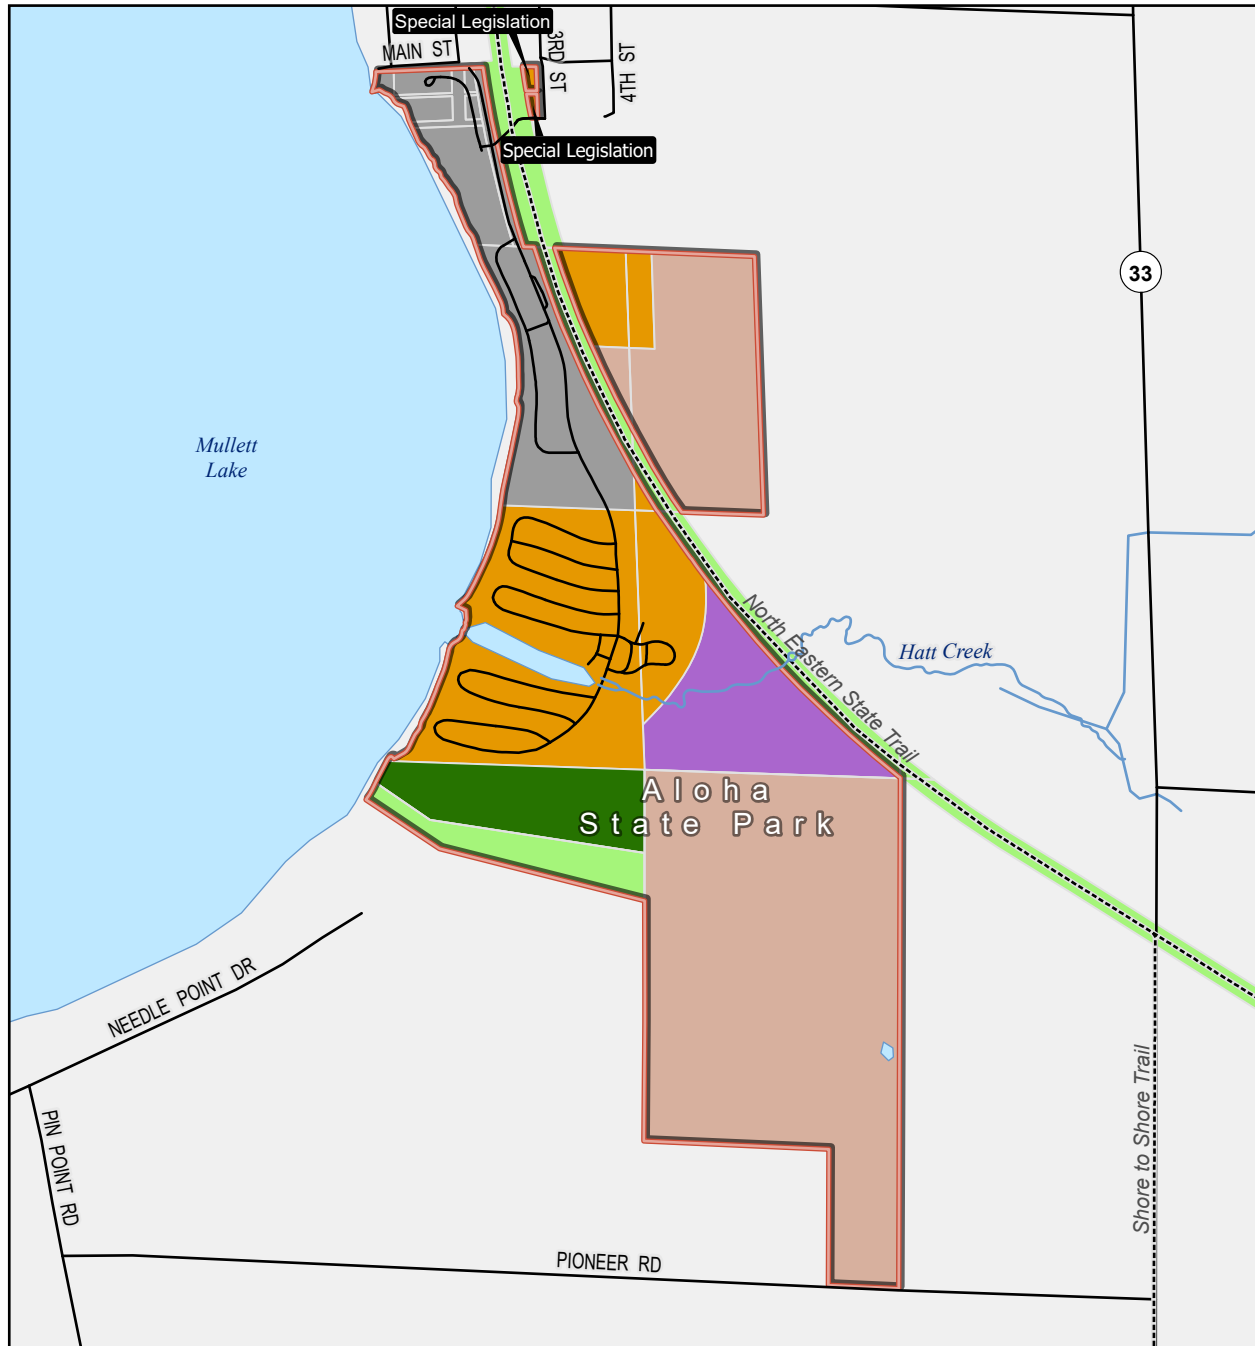 Special Legislation
MAIN ST
3RD ST
4TH ST
Special Legislation
33
Mullett
Lake
North Eastern State Trail
Hatt Creek
Aloha
State Park
NEEDLE POINT DR
PIN POINT RD
Shore to Shore Trail
PIONEER RD